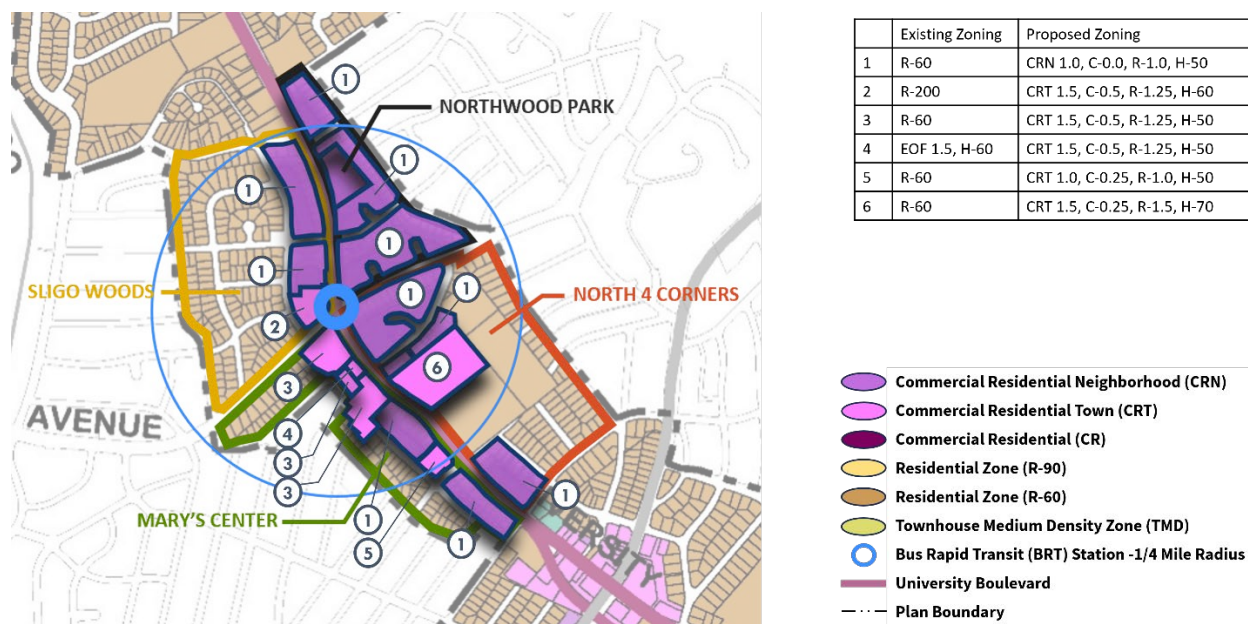 1
NORTHWOOD PARK
1
1
1
1
SLIGO WOODS
1
1
NORTH 4 CORNERS
2
6
3
AVENUE
4
3
3
MARY'S CENTER
1
5
1
1
Existing Zoning Proposed Zoning
1 R-60 CRN 1.0, C-0.0, R-1.0, H-50
2 R-200 CRT 1.5, C-0.5, R-1.25, H-60
3 R-60 CRT 1.5, C-0.5, R-1.25, H-50
4 EOF 1.5, H-60 CRT 1.5, C-0.5, R-1.25, H-50
5 R-60 CRT 1.0, C-0.25, R-1.0, H-50
6 R-60 CRT 1.5, C-0.25, R-1.5, H-70
Commercial Residential Neighborhood (CRN)
Commercial Residential Town (CRT)
Commercial Residential (CR)
Residential Zone (R-90)
Residential Zone (R-60)
Townhouse Medium Density Zone (TMD)
Bus Rapid Transit (BRT) Station -1/4 Mile Radius
University Boulevard
Plan Boundary